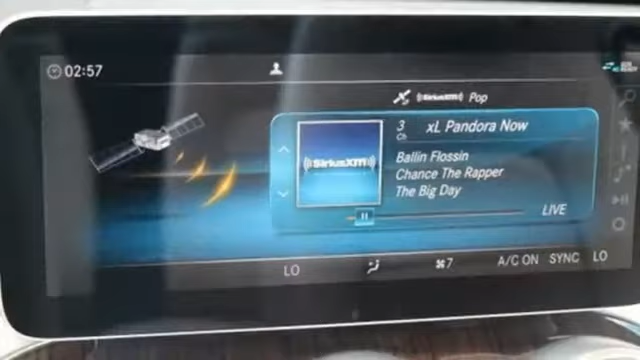 02:57
SiriusXM Pop
3 xL Pandora Now
Ch
SiriusXM
Ballin Flossin
Chance The Rapper
The Big Day
LIVE
LO 7 A/C ON SYNC LO